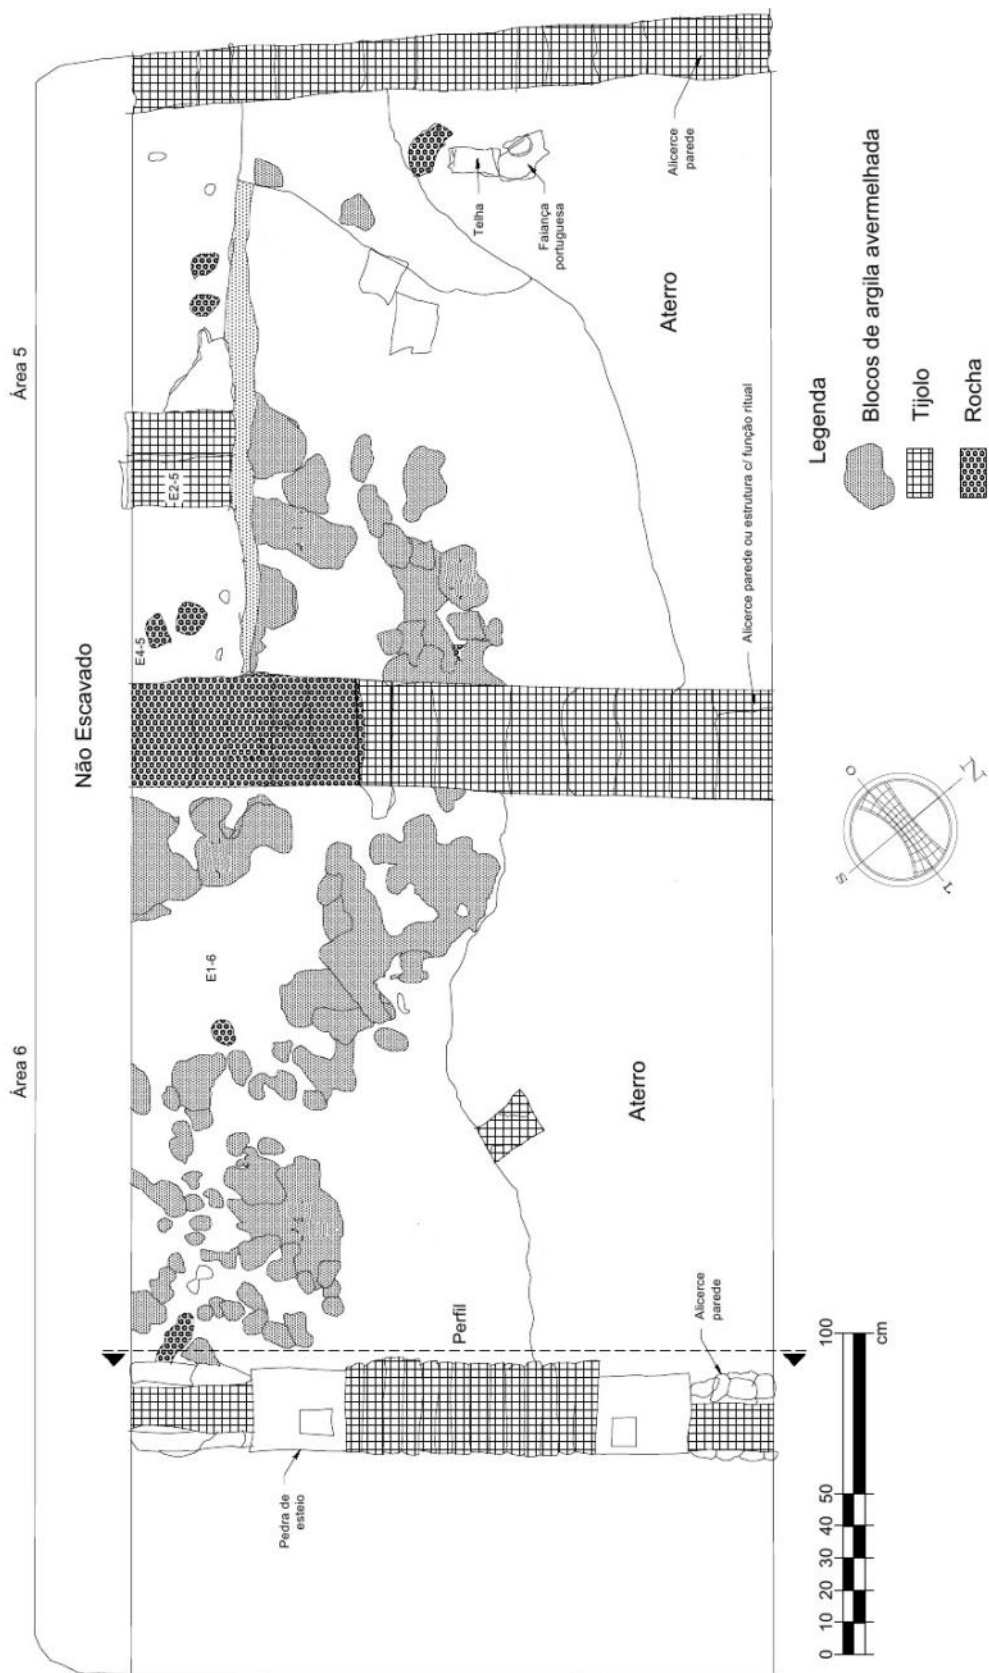 Área 6
Área 5
Não Escavado
E1-6
E4-5
E2-5
Telha
Faiança
portuguesa
Aterro
Alicerce
parede
Pedra de
esteio
Perfil
Aterro
Alicerce
parede
Alicerce parede ou estrutura c/ função ritual
0 10 20 30 40 50 100
cm
S
O
L
N
Legenda
Blocos de argila avermelhada
Tijolo
Rocha